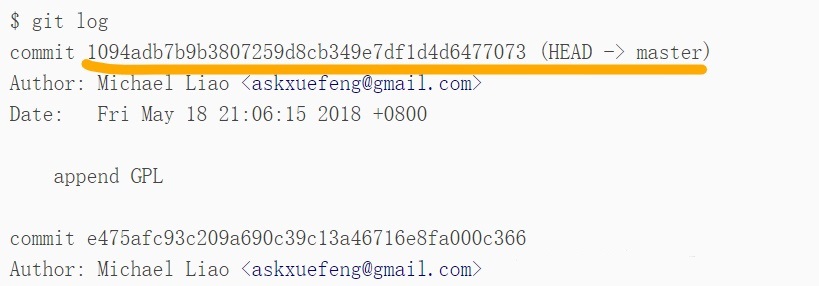 $ git log
commit 1094adb7b9b3807259d8cb349e7df1d4d6477073 (HEAD -> master)
Author: Michael Liao <askxuefeng@gmail.com>
Date:   Fri May 18 21:06:15 2018 +0800
append GPL
commit e475afc93c209a690c39c13a46716e8fa000c366
Author: Michael Liao <askxuefeng@gmail.com>